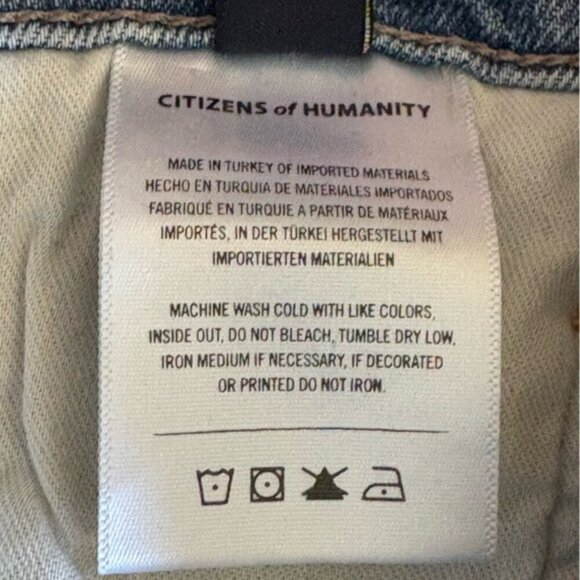 CITIZENS of HUMANITY
MADE IN TURKEY OF IMPORTED MATERIALS
HECHO EN TURQUIA DE MATERIALES IMPORTADOS
FABRIQUÉ EN TURQUIE A PARTIR DE MATÉRIAUX
IMPORTÉS, IN DER TÜRKEI HERGESTELLT MIT
IMPORTIERTEN MATERIALIEN
MACHINE WASH COLD WITH LIKE COLORS,
INSIDE OUT, DO NOT BLEACH, TUMBLE DRY LOW,
IRON MEDIUM IF NECESSARY, IF DECORATED
OR PRINTED DO NOT IRON.